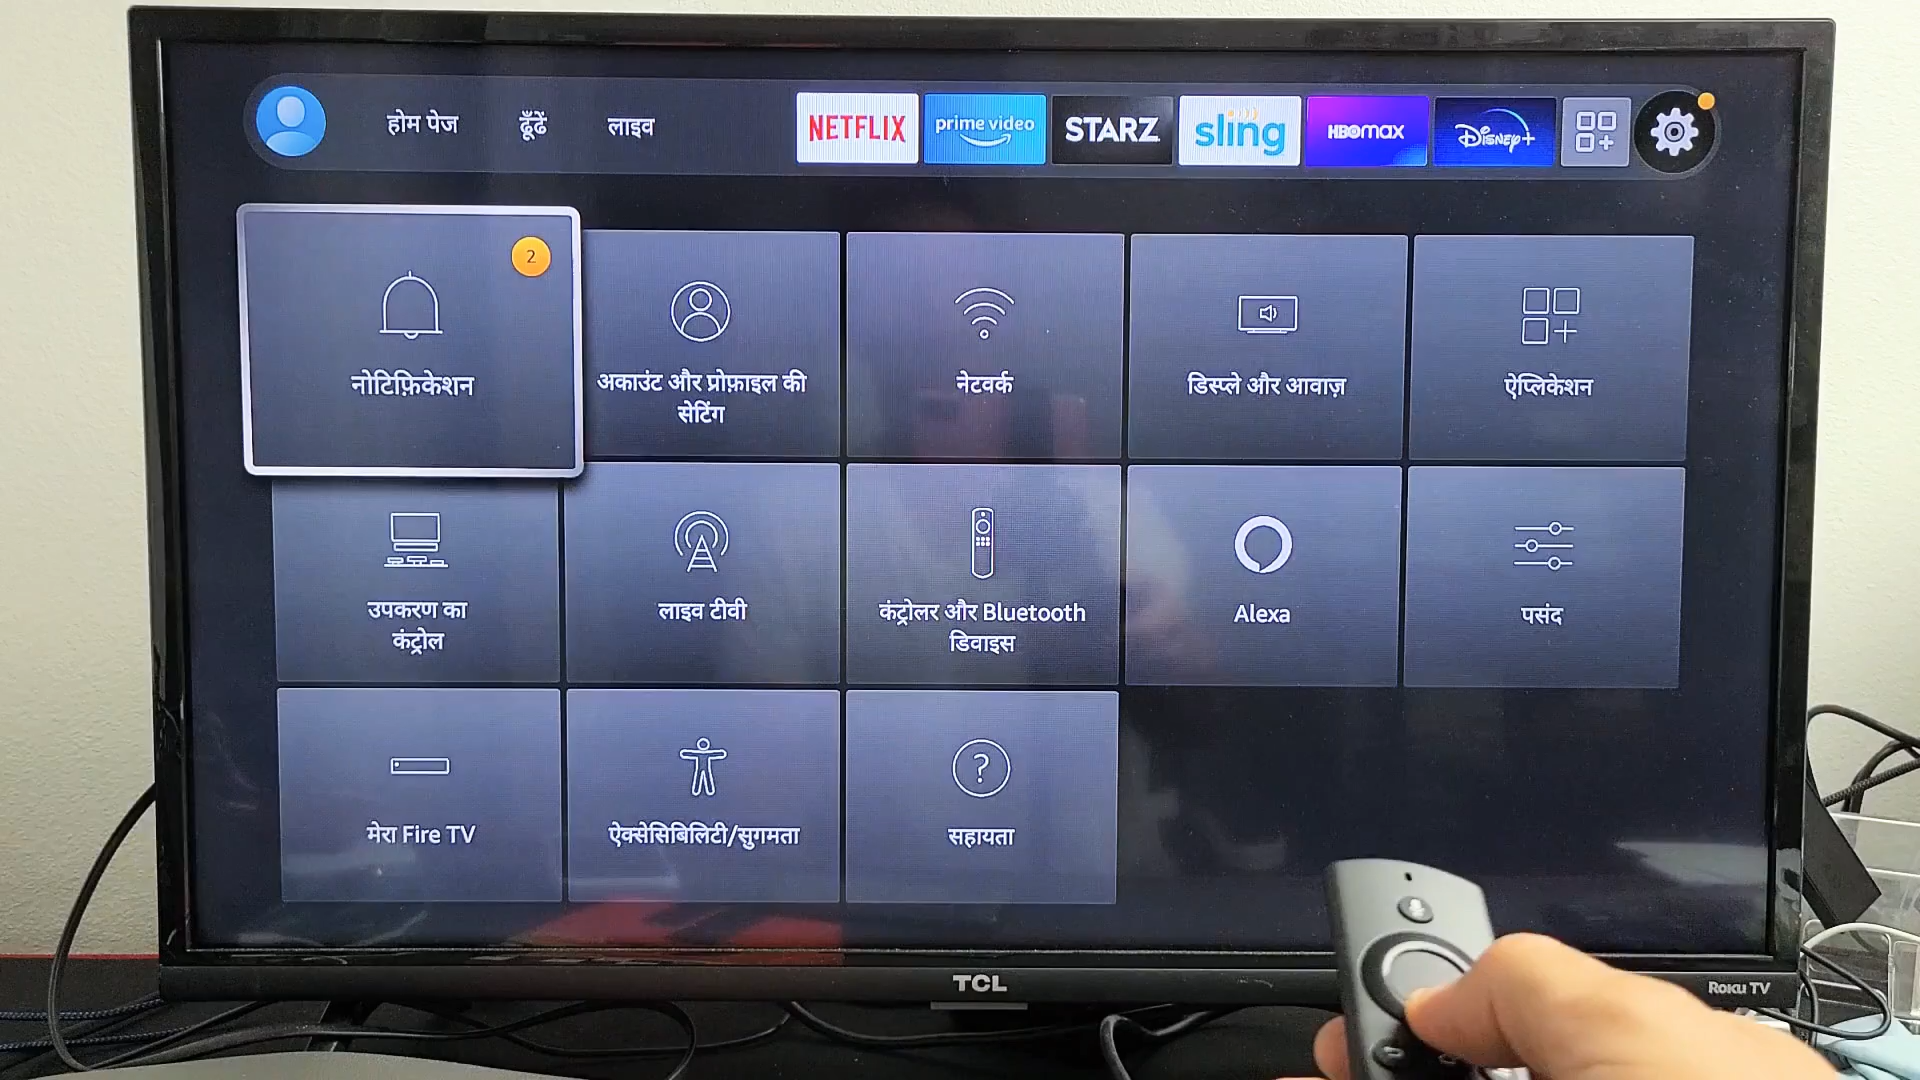 होम पेज ढूँढें लाइव NETFLIX prime video STARZ sling HBOmax Disney+
2
नोटिफ़िकेशन
अकाउंट और प्रोफ़ाइल की
सेटिंग
नेटवर्क
डिस्प्ले और आवाज़
ऐप्लिकेशन
उपकरण का
कंट्रोल
लाइव टीवी
कंट्रोलर और Bluetooth
डिवाइस
Alexa
पसंद
मेरा Fire TV
ऐक्सेसिबिलिटी/सुगमता
?
सहायता
TCL
Roku TV